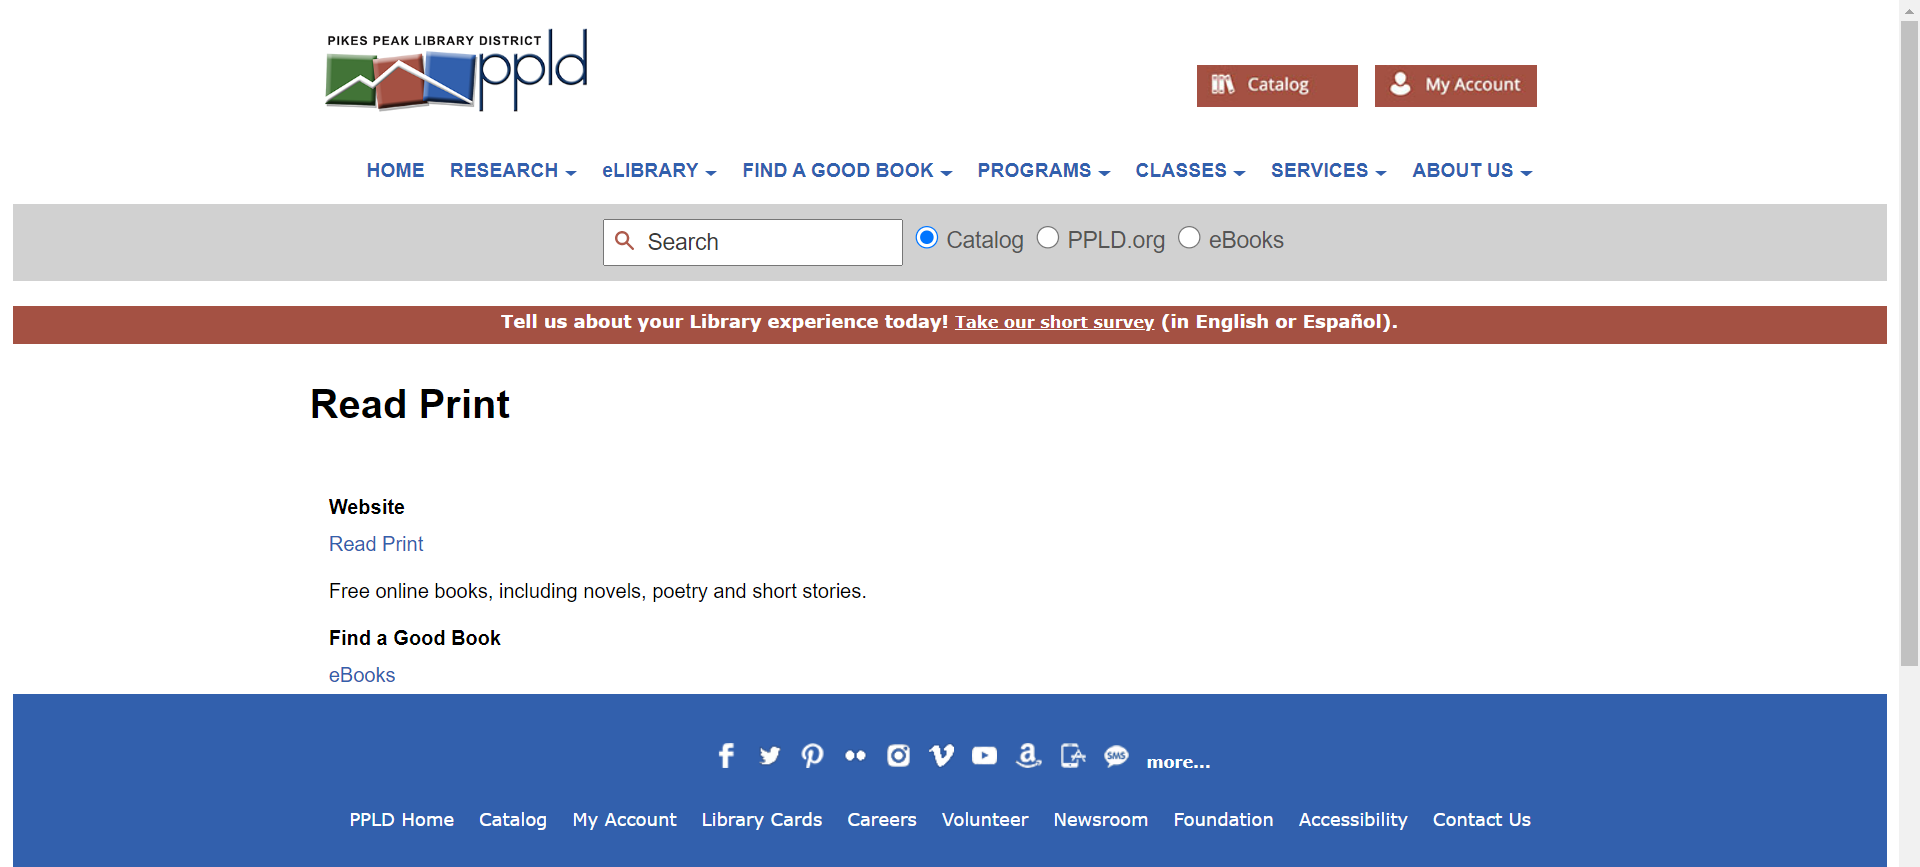 PIKES PEAK LIBRARY DISTRICT
ppld
Catalog
My Account
HOME RESEARCH eLIBRARY FIND A GOOD BOOK PROGRAMS CLASSES SERVICES ABOUT US
Search Catalog PPLD.org eBooks
Tell us about your Library experience today! Take our short survey (in English or Español).
Read Print
Website
Read Print
Free online books, including novels, poetry and short stories.
Find a Good Book
eBooks
SMS more...
PPLD Home Catalog My Account Library Cards Careers Volunteer Newsroom Foundation Accessibility Contact Us